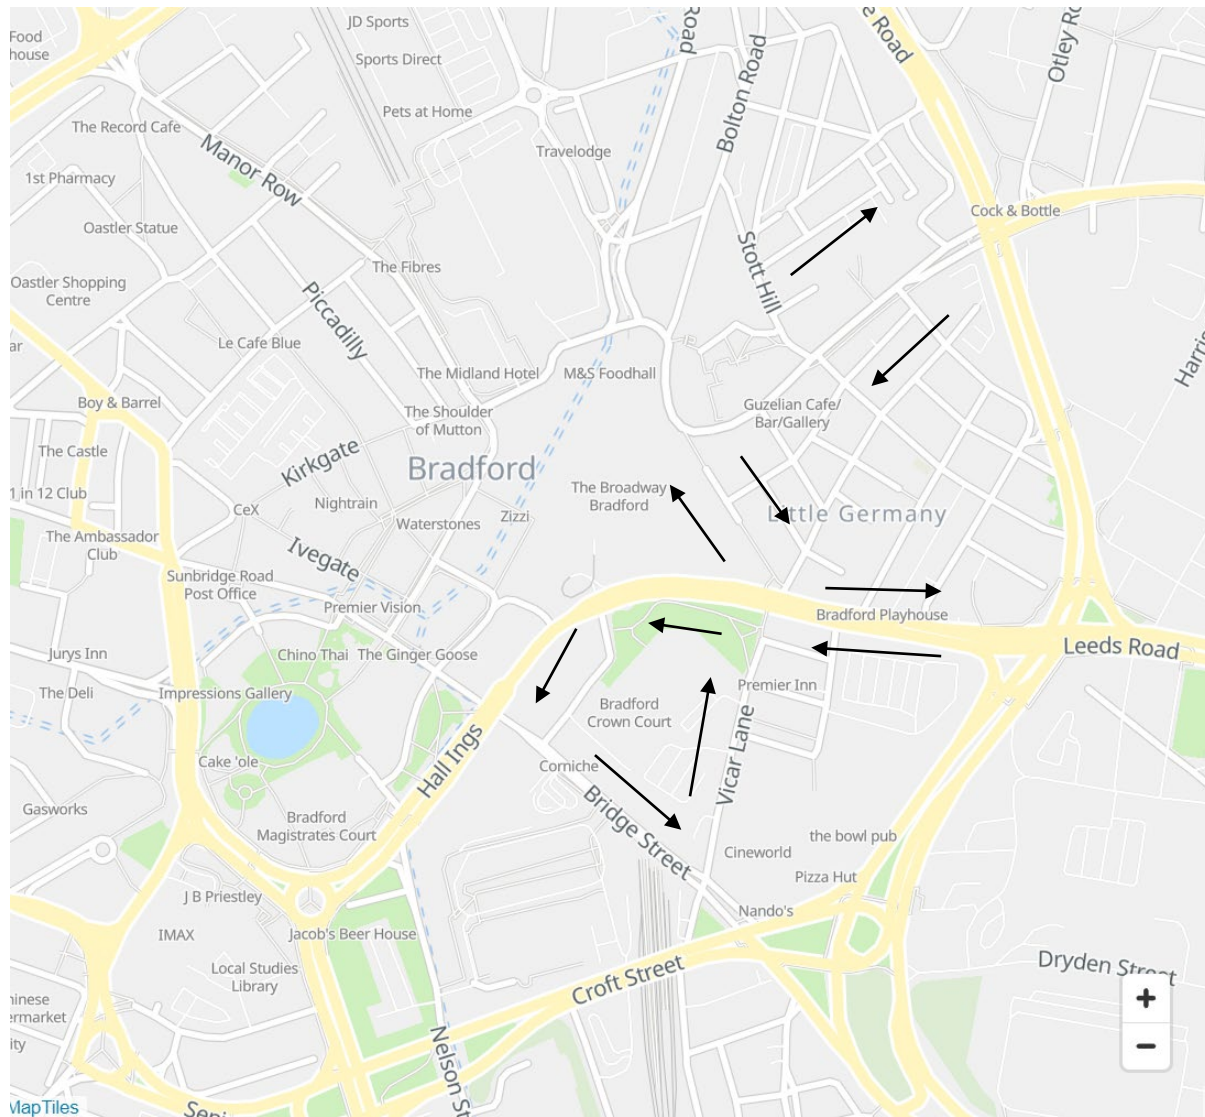 JD Sports
Food
house
Sports Direct
e Road
Otley Ro
Road
Bolton Road
Pets at Home
The Record Cafe
Manor Row
Travelodge
1st Pharmacy
Cock & Bottle
Oastler Statue
Stott Hill
The Fibres
Oastler Shopping
Centre
Piccadilly
ar
Le Cafe Blue
Harris
The Midland Hotel
M&S Foodhall
Boy & Barrel
The Shoulder
of Mutton
Guzelian Cafe/
Bar/Gallery
The Castle
Kirkgate
Bradford
1 in 12 Club
Nightrain
The Broadway
Bradford
CeX
Waterstones
Zizzi
Little Germany
The Ambassador
Club
Ivegate
Sunbridge Road
Post Office
Premier Vision
Bradford Playhouse
Leeds Road
Jurys Inn
Chino Thai
The Ginger Goose
The Deli
Impressions Gallery
Premier Inn
Bradford
Crown Court
Hall Ings
Vicar Lane
Cake 'ole
Corniche
Gasworks
Bridge Street
Bradford
Magistrates Court
the bowl pub
Cineworld
Pizza Hut
J B Priestley
Nando's
IMAX
Jacob's Beer House
Local Studies
Library
Croft Street
Dryden Street
hinese
ermarket
ity
+
−
Nelson St
MapTiles
Seni